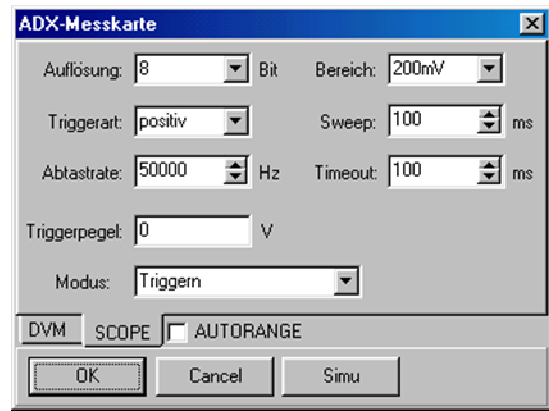 ADX-Messkarte
Auflösung: 8 Bit Bereich: 200mV
Triggerart: positiv Sweep: 100 ms
Abtastrate: 50000 Hz Timeout: 100 ms
Triggerpegel: 0 V
Modus: Triggern
DVM SCOPE AUTORANGE
OK Cancel Simu